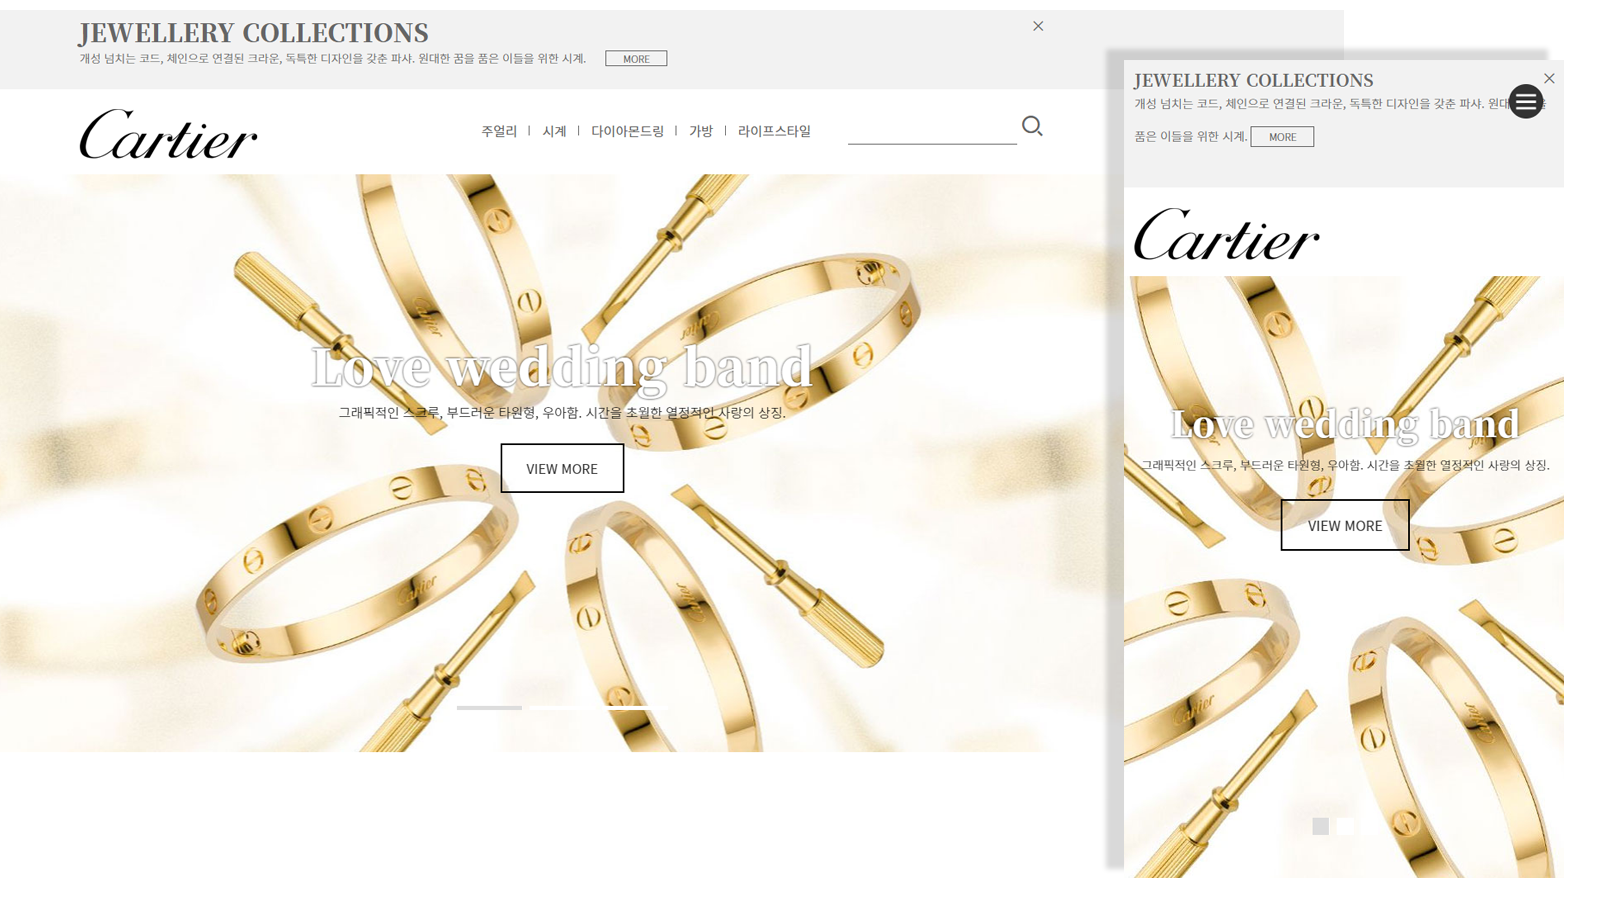 JEWELLERY COLLECTIONS
개성 넘치는 코드, 체인으로 연결된 크라운, 독특한 디자인을 갖춘 파샤. 원대한 꿈을 품은 이들을 위한 시계. MORE
Cartier
주얼리 | 시계 | 다이아몬드링 | 가방 | 라이프스타일
Cartier
Cartier
Love wedding band
그래픽적인 스크루, 부드러운 타원형, 우아함. 시간을 초월한 열정적인 사랑의 상징.
VIEW MORE
Cartier
Cartier
JEWELLERY COLLECTIONS
개성 넘치는 코드, 체인으로 연결된 크라운, 독특한 디자인을 갖춘 파샤. 원대
품은 이들을 위한 시계. MORE
Cartier
Love wedding band
그래픽적인 스크루, 부드러운 타원형, 우아함. 시간을 초월한 열정적인 사랑의 상징.
VIEW MORE
Cartier
Cartier